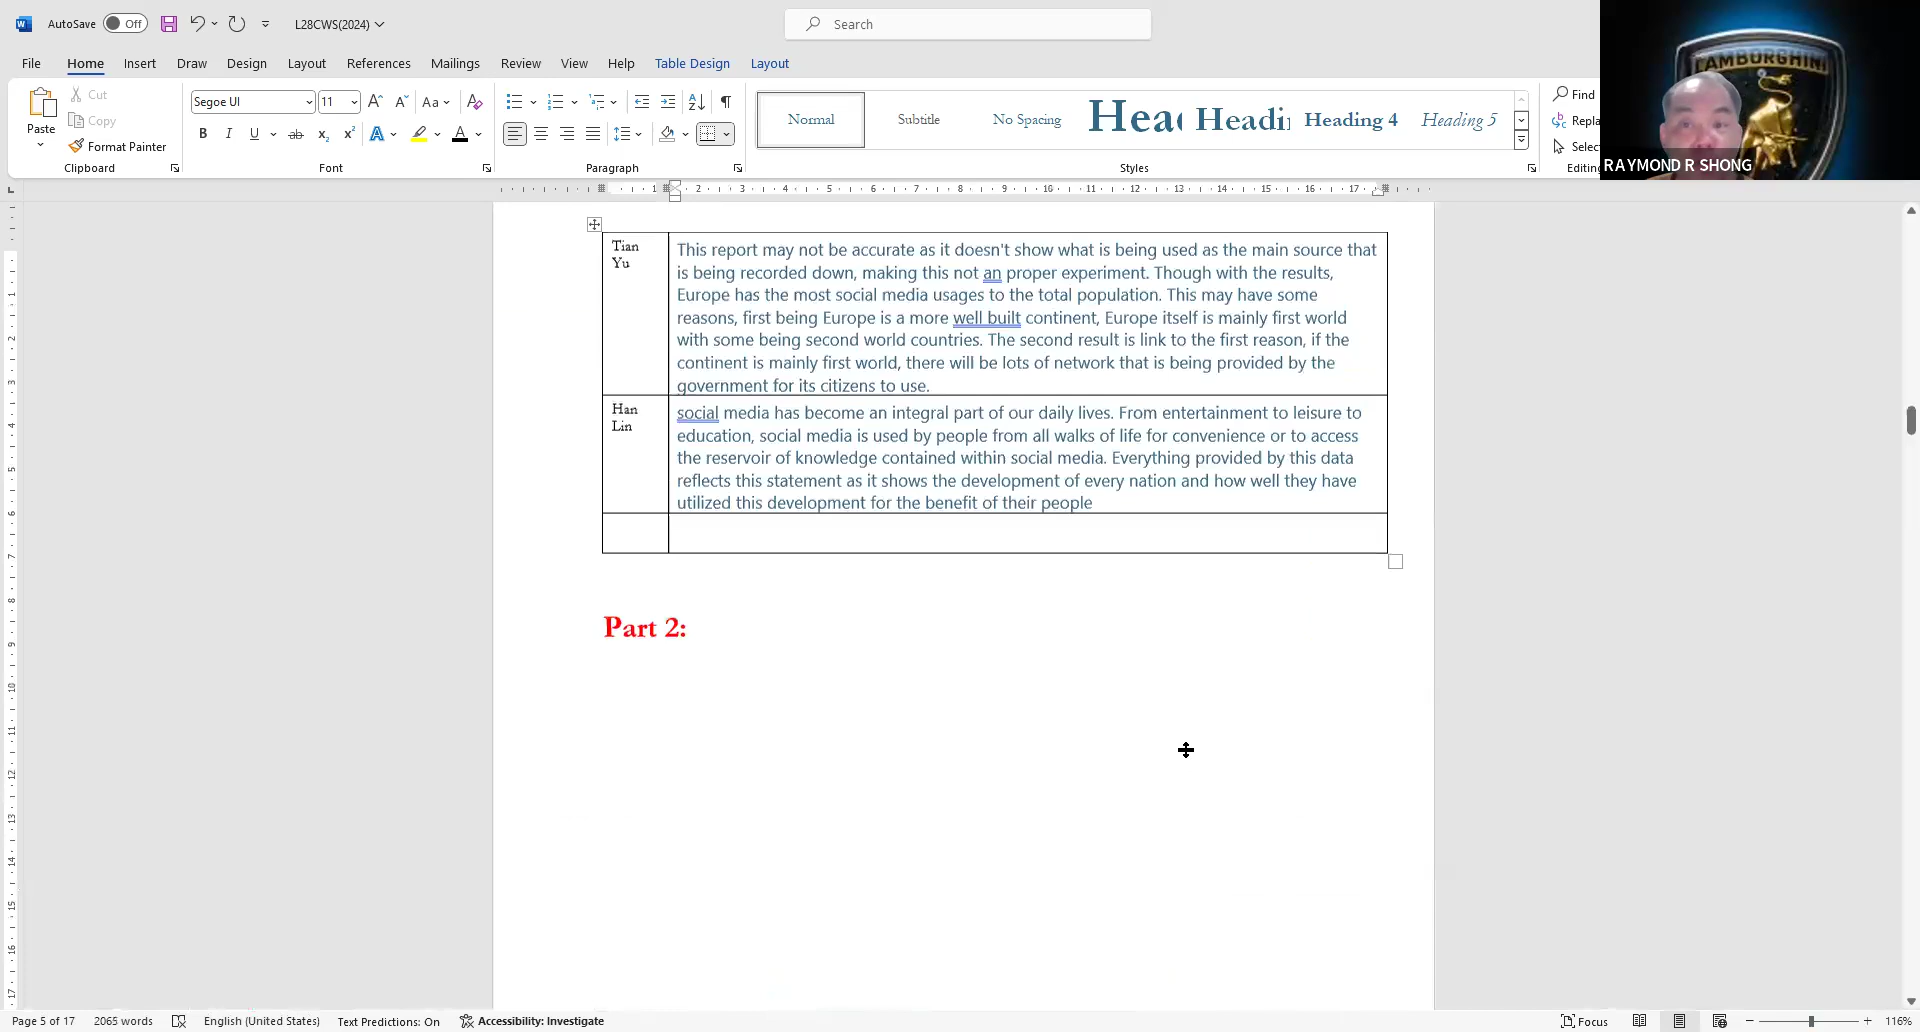 AutoSave Off L28CWS(2024) Search
File Home Insert Draw Design Layout References Mailings Review View Help Table Design Layout
LAMBORGHINI
RAYMOND R SHONG
Paste Cut
Copy
Format Painter
Clipboard
Segoe UI 11
Font
Paragraph
Normal Subtitle No Spacing Head Headi Heading 4 Heading 5
Styles
Find
Repla
Selec
Editing
Tian
Yu
This report may not be accurate as it doesn't show what is being used as the main source that
is being recorded down, making this not an proper experiment. Though with the results,
Europe has the most social media usages to the total population. This may have some
reasons, first being Europe is a more well built continent, Europe itself is mainly first world
with some being second world countries. The second result is link to the first reason, if the
continent is mainly first world, there will be lots of network that is being provided by the
government for its citizens to use.
Han
Lin
social media has become an integral part of our daily lives. From entertainment to leisure to
education, social media is used by people from all walks of life for convenience or to access
the reservoir of knowledge contained within social media. Everything provided by this data
reflects this statement as it shows the development of every nation and how well they have
utilized this development for the benefit of their people
Part 2:
Page 5 of 17 2065 words English (United States) Text Predictions: On Accessibility: Investigate Focus 116%